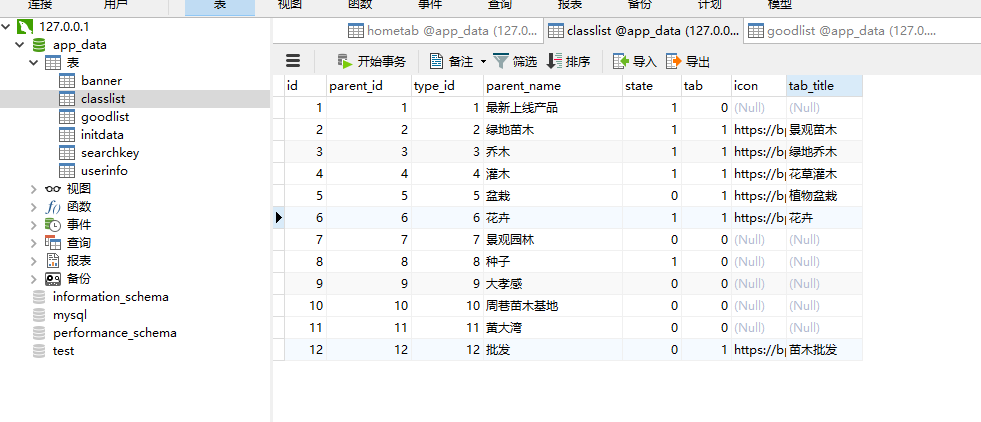 连接 用户 表 视图 函数 事件 查询 报表 备份 计划 模型
127.0.0.1
app_data
表
banner
classlist
goodlist
initdata
searchkey
userinfo
视图
函数
事件
查询
报表
备份
information_schema
mysql
performance_schema
test
hometab @app_data (127.0.0.... classlist @app_data (127.0.0... goodlist @app_data (127.0.0....
开始事务 备注 筛选 排序 导入 导出
id parent_id type_id parent_name state tab icon tab_title
1 1 1 最新上线产品 1 0 (Null) (Null)
2 2 2 绿地苗木 1 1 https://bp 景观苗木
3 3 3 乔木 1 1 https://bp 绿地乔木
4 4 4 灌木 1 1 https://bp 花草灌木
5 5 5 盆栽 0 1 https://bp 植物盆栽
6 6 6 花卉 1 1 https://bp 花卉
7 7 7 景观园林 0 0 (Null) (Null)
8 8 8 种子 1 0 (Null) (Null)
9 9 9 大孝感 0 0 (Null) (Null)
10 10 10 周巷苗木基地 0 0 (Null) (Null)
11 11 11 黄大湾 0 0 (Null) (Null)
12 12 12 批发 0 1 https://bp 苗木批发